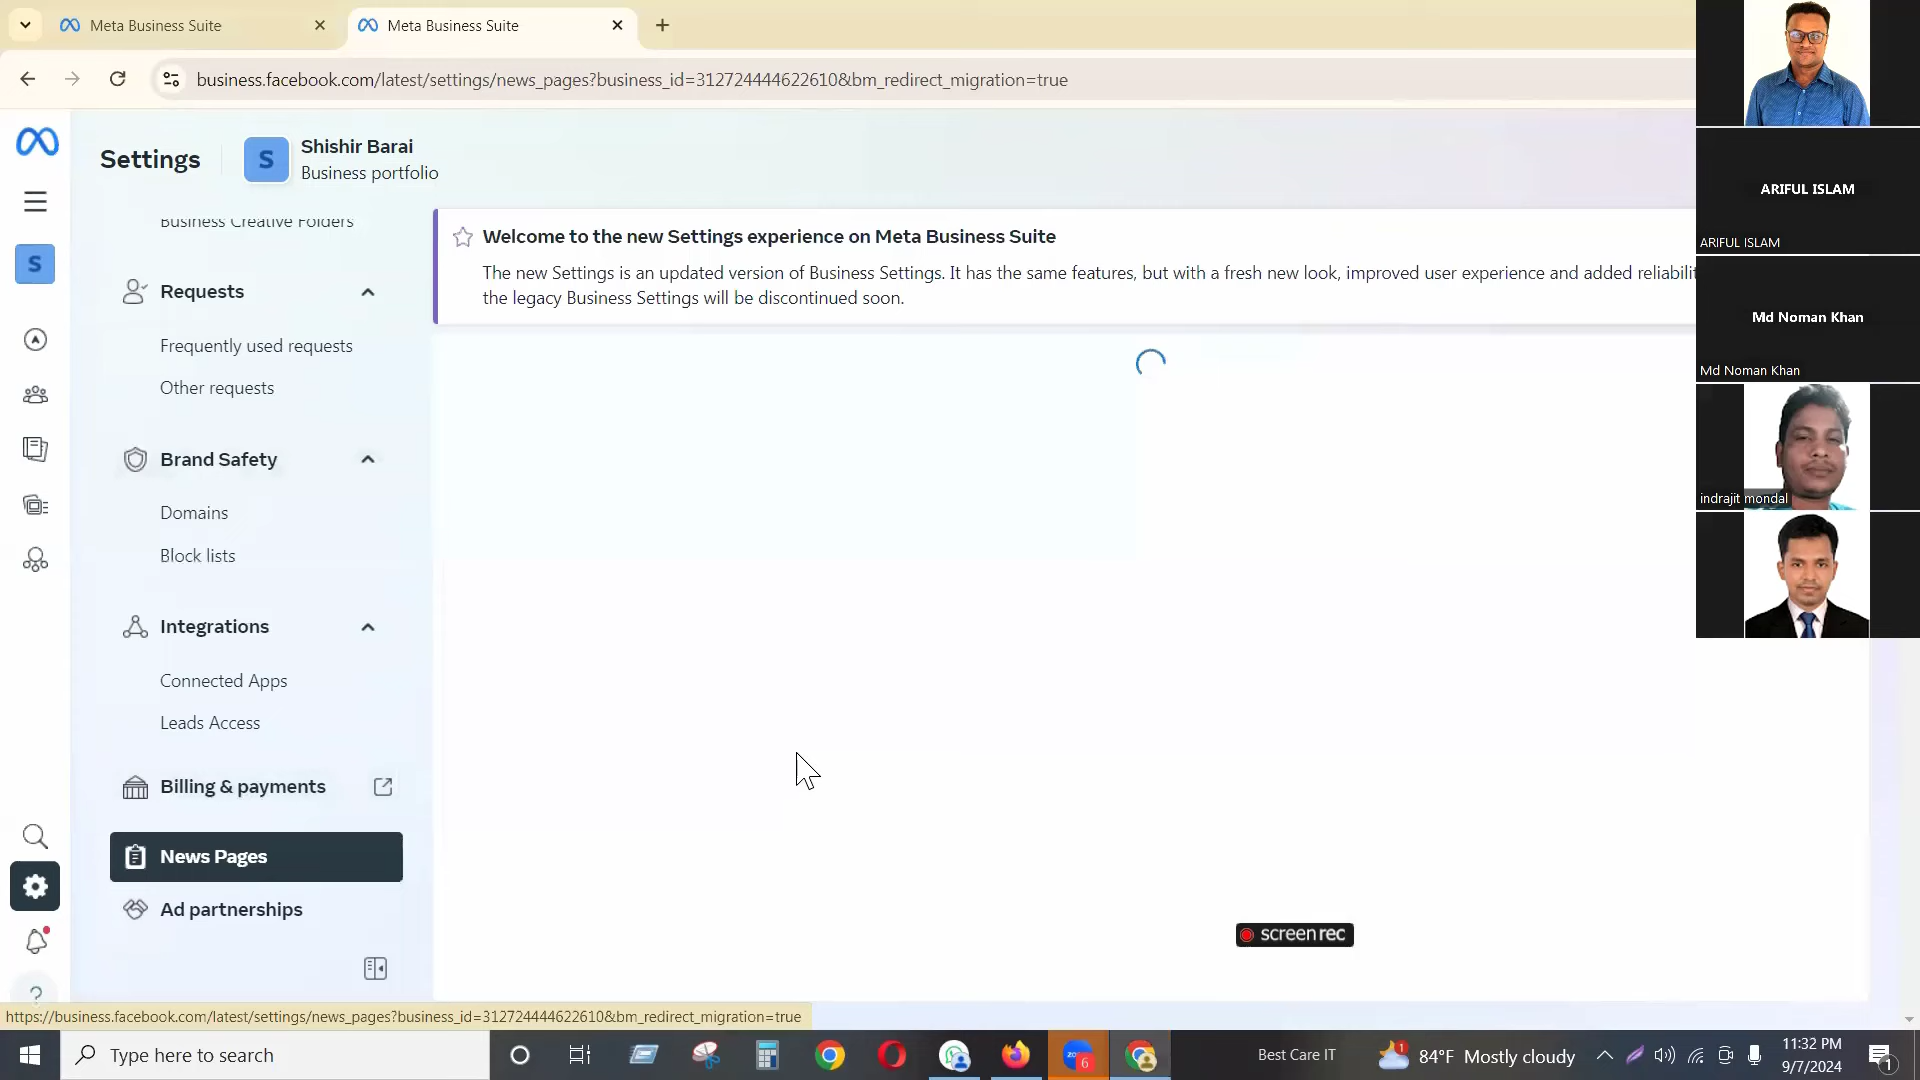 Meta Business Suite
Meta Business Suite
business.facebook.com/latest/settings/news_pages?business_id=312724444622610&bm_redirect_migration=true
Settings
S
Shishir Barai
Business portfolio
S
Business Creative Folders
Requests
Frequently used requests
Other requests
Brand Safety
Domains
Block lists
Integrations
Connected Apps
Leads Access
Billing & payments
News Pages
Ad partnerships
Welcome to the new Settings experience on Meta Business Suite
The new Settings is an updated version of Business Settings. It has the same features, but with a fresh new look, improved user experience and added reliabilit
the legacy Business Settings will be discontinued soon.
ARIFUL ISLAM
ARIFUL ISLAM
Md Noman Khan
Md Noman Khan
indrajit mondal
screenrec
?
https://business.facebook.com/latest/settings/news_pages?business_id=312724444622610&bm_redirect_migration=true
Type here to search
6
Best Care IT
1
84°F Mostly cloudy
11:32 PM
9/7/2024
1